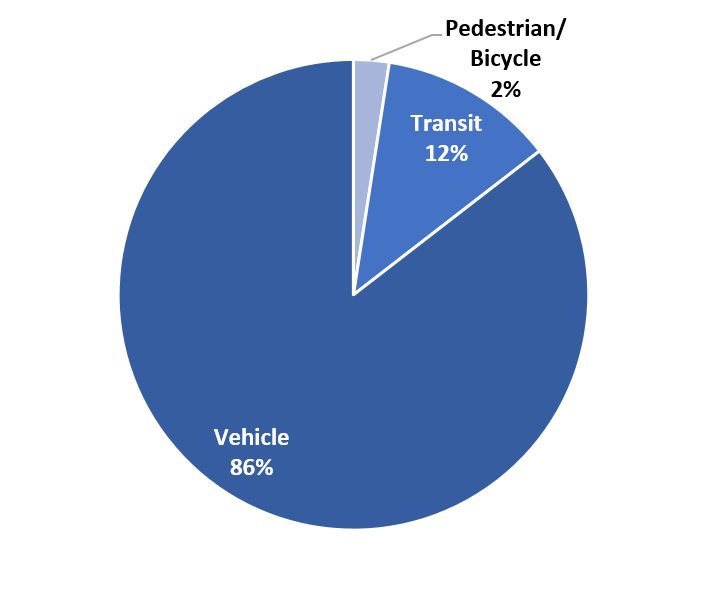 Pedestrian/
Bicycle
2%
Transit
12%
Vehicle
86%